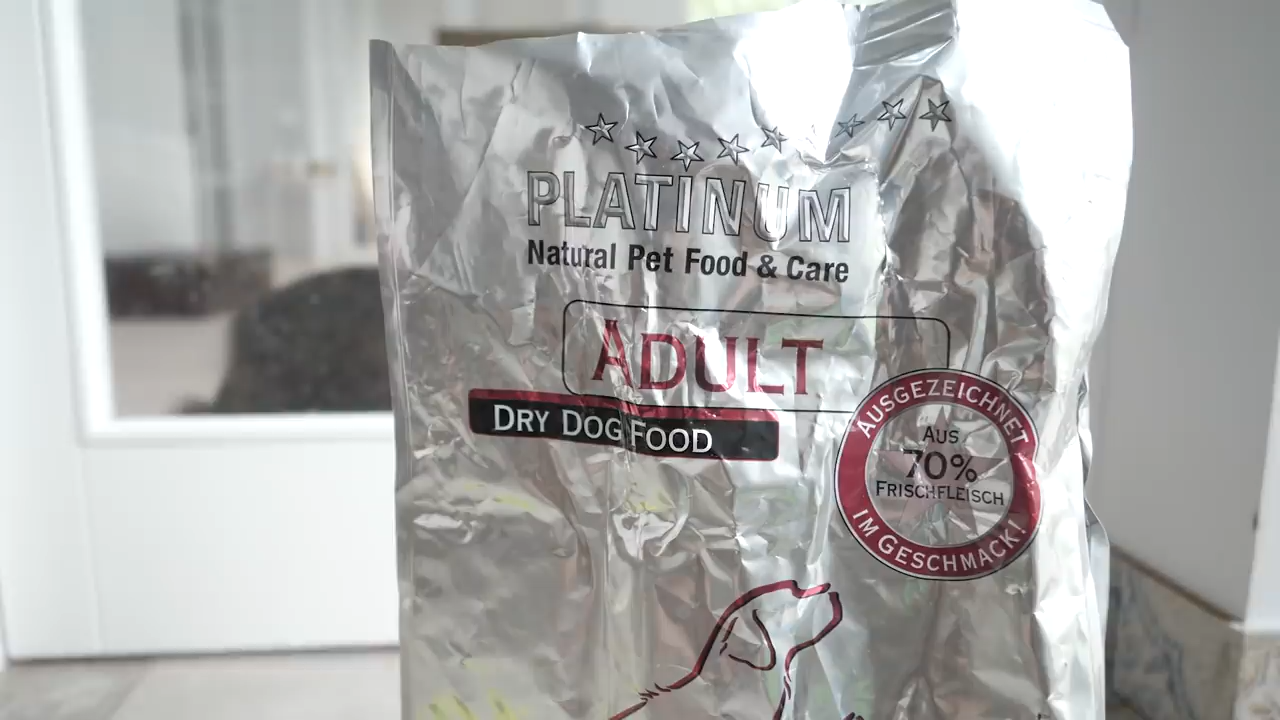 PLATINUM
Natural Pet Food & Care
ADULT
DRY DOG FOOD
AUSGEZEICHNET
AUS
70%
FRISCHFLEISCH
IM GESCHMACK!